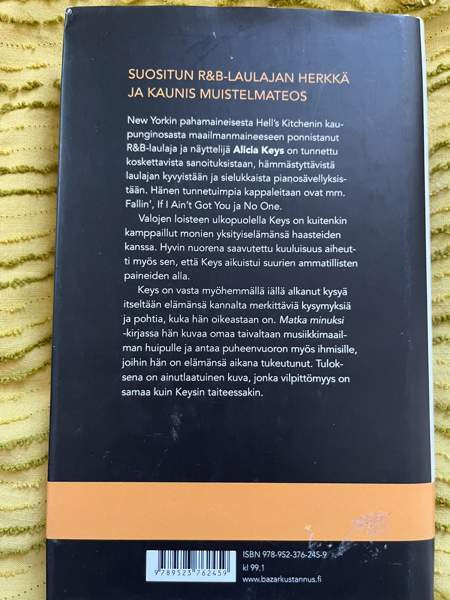 SUOSITUN R&B-LAULAJAN HERKKÄ
JA KAUNIS MUISTELMATEOS
New Yorkin pahamaineisesta Hell's Kitchenin kau-
punginosasta maailmanmaineeseen ponnistanut
R&B-laulaja ja näyttelijä Alicia Keys on tunnettu
koskettavista sanoituksistaan, hämmästyttävistä
laulajan kyvyistään ja sielukkaista pianosävellyksis-
tään. Hänen tunnetuimpia kappaleitaan ovat mm.
Fallin', If I Ain't Got You ja No One.
Valojen loisteen ulkopuolella Keys on kuitenkin
kamppaillut monien yksityiselämänsä haasteiden
kanssa. Hyvin nuorena saavutettu kuuluisuus aiheut-
ti myös sen, että Keys aikuistui suurien ammatillisten
paineiden alla.
Keys on vasta myöhemmällä iällä alkanut kysyä
itseltään elämänsä kannalta merkittäviä kysymyksiä
ja pohtia, kuka hän oikeastaan on. Matka minuksi
-kirjassa hän kuvaa omaa taivaltaan musiikkimaail-
man huipulle ja antaa puheenvuoron myös ihmisille,
joihin hän on elämänsä aikana tukeutunut. Tulok-
sena on ainutlaatuinen kuva, jonka vilpittömyys on
samaa kuin Keysin taiteessakin.
ISBN 978-952-376-245-9
kl 99.1
www.bazarkustannus.fi
9789523762459